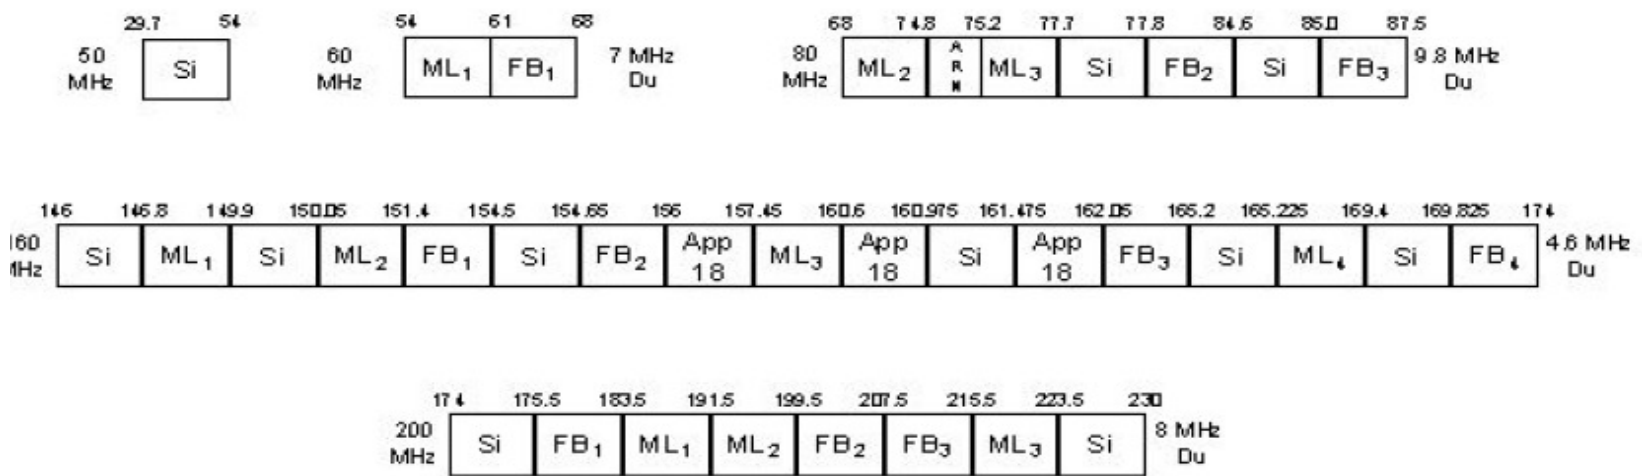 29.7 54
50 MHz Si
54 61 68
60 MHz ML1 FB1 7 MHz Du
68 74.8 75.2 77.7 77.8 84.6 85.0 87.5
80 MHz ML2 ARN ML3 Si FB2 Si FB3 9.8 MHz Du
146 146.8 149.9 150.05 151.4 154.5 154.65 156 157.45 160.6 160.975 161.475 162.05 165.2 165.225 169.4 169.825 174
160 MHz Si ML1 Si ML2 FB1 Si FB2 App 18 ML3 App 18 Si App 18 FB3 Si ML4 Si FB4 4.6 MHz Du
174 175.5 183.5 191.5 199.5 207.5 215.5 223.5 230
200 MHz Si FB1 ML1 ML2 FB2 FB3 ML3 Si 8 MHz Du